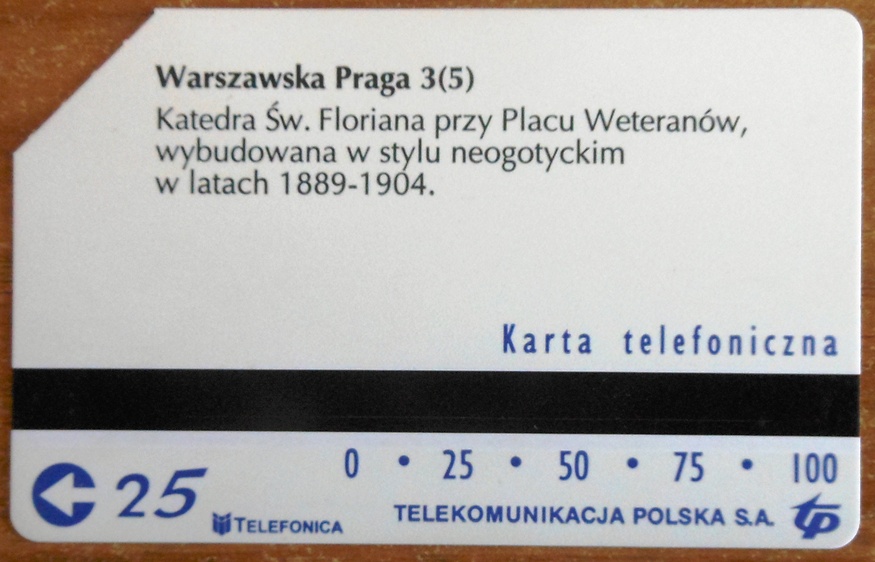 Warszawska Praga 3(5)
Katedra Św. Floriana przy Placu Weteranów,
wybudowana w stylu neogotyckim
w latach 1889-1904.
Karta telefoniczna
0 • 25 • 50 • 75 • 100
25
TELEFONICA
TELEKOMUNIKACJA POLSKA S.A. tp